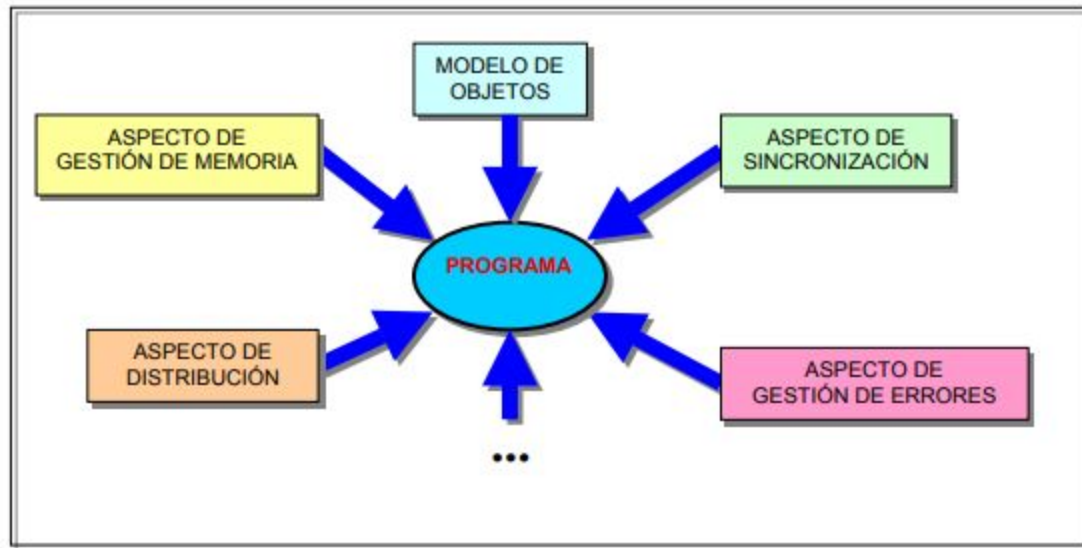 MODELO DE
OBJETOS
ASPECTO DE
GESTIÓN DE MEMORIA
ASPECTO DE
SINCRONIZACIÓN
PROGRAMA
ASPECTO DE
DISTRIBUCIÓN
ASPECTO DE
GESTIÓN DE ERRORES
...